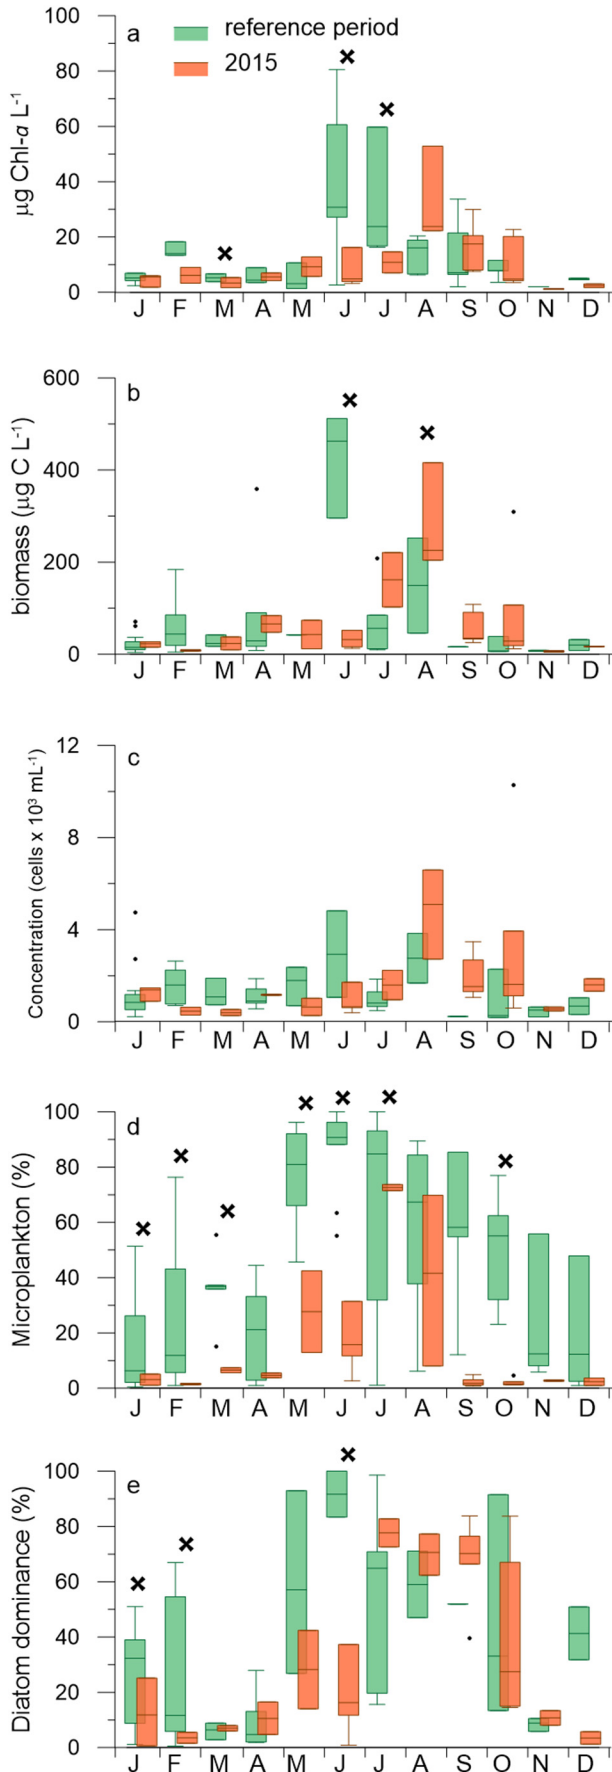 a
reference period
2015
µg Chl-a L-1
100
80
60
40
20
0
J F M A M J J A S O N D
b
biomass (µg C L-1)
600
400
200
0
J F M A M J J A S O N D
c
Concentration (cells x 10³ mL-1)
12
8
4
0
J F M A M J J A S O N D
d
Microplankton (%)
100
80
60
40
20
0
J F M A M J J A S O N D
e
Diatom dominance (%)
100
80
60
40
20
0
J F M A M J J A S O N D